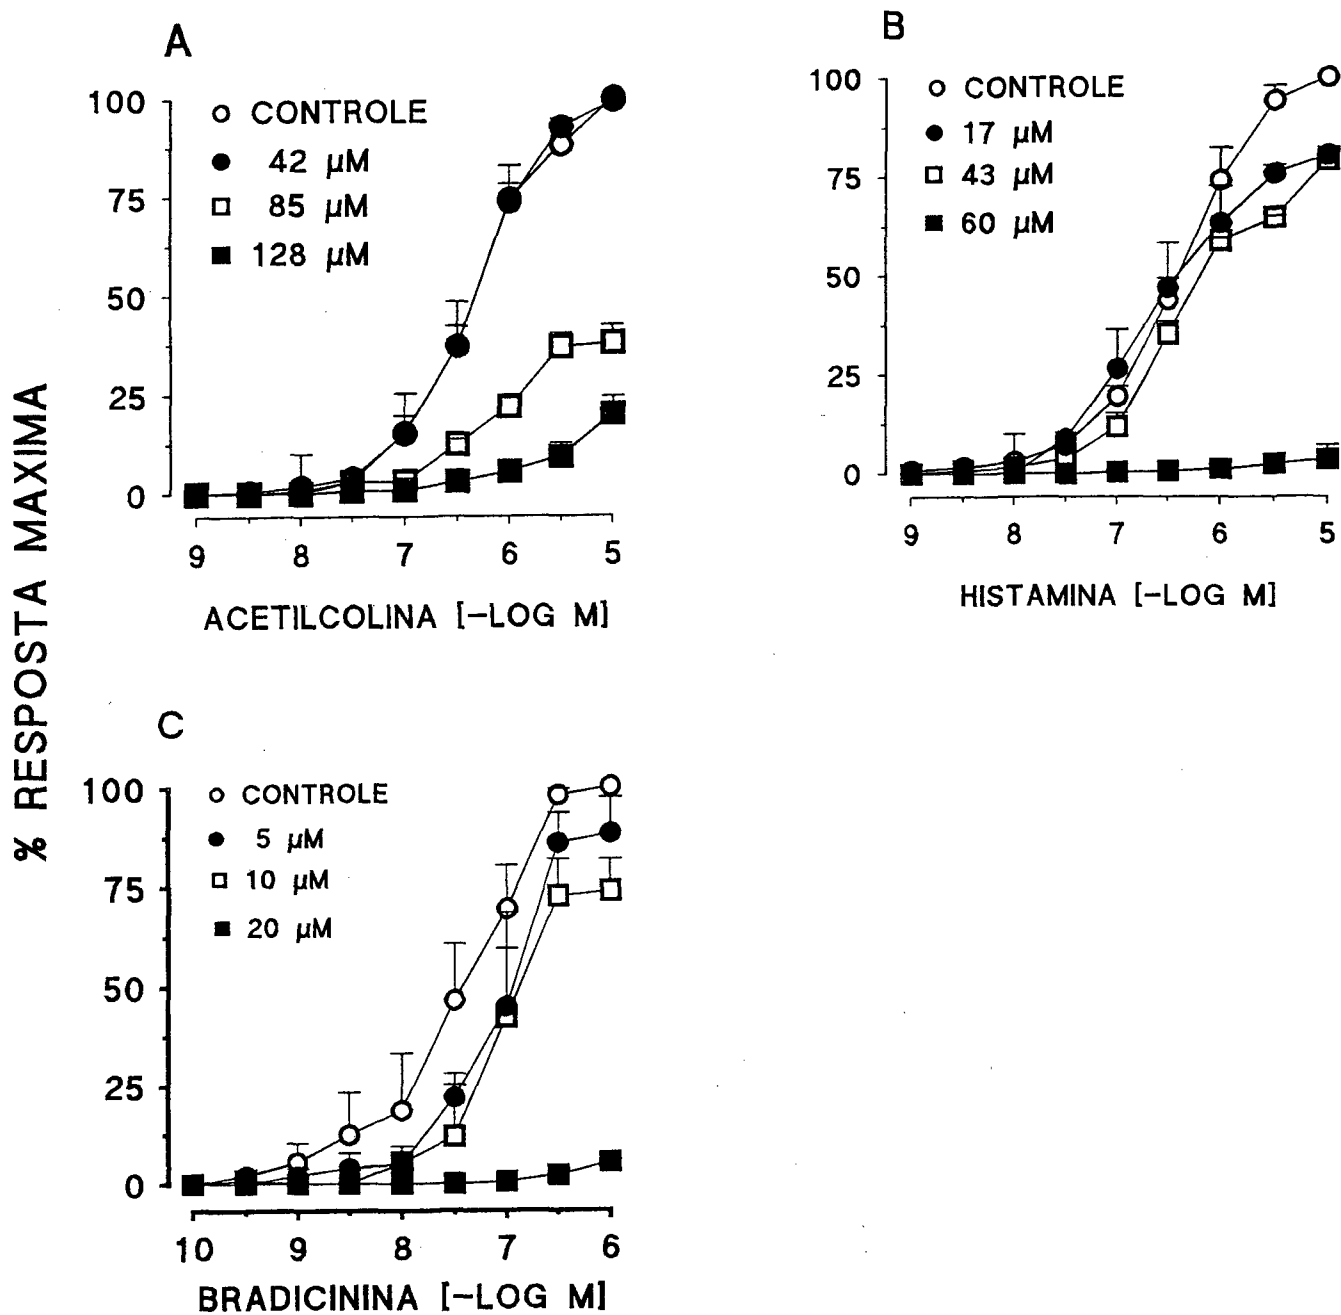 A
100
75
50
25
0
CONTROLE
42 µM
85 µM
128 µM
9 8 7 6 5
ACETILCOLINA [-LOG M]
B
100
75
50
25
0
CONTROLE
17 µM
43 µM
60 µM
9 8 7 6 5
HISTAMINA [-LOG M]
% RESPOSTA MAXIMA
C
100
75
50
25
0
CONTROLE
5 µM
10 µM
20 µM
10 9 8 7 6
BRADICININA [-LOG M]